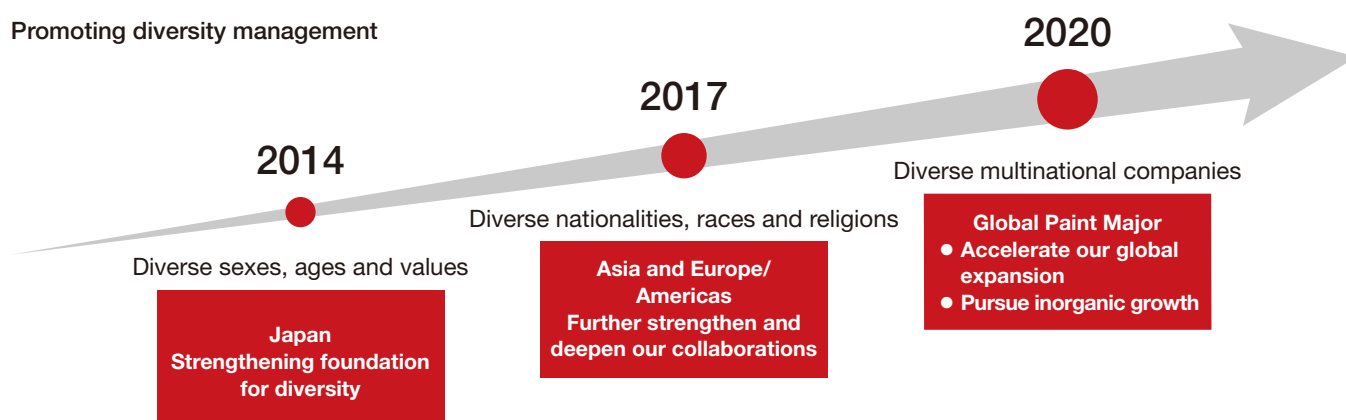 Promoting diversity management
2014
Diverse sexes, ages and values
Japan
Strengthening foundation
for diversity
2017
Diverse nationalities, races and religions
Asia and Europe/
Americas
Further strengthen and
deepen our collaborations
2020
Diverse multinational companies
Global Paint Major
● Accelerate our global
expansion
● Pursue inorganic growth